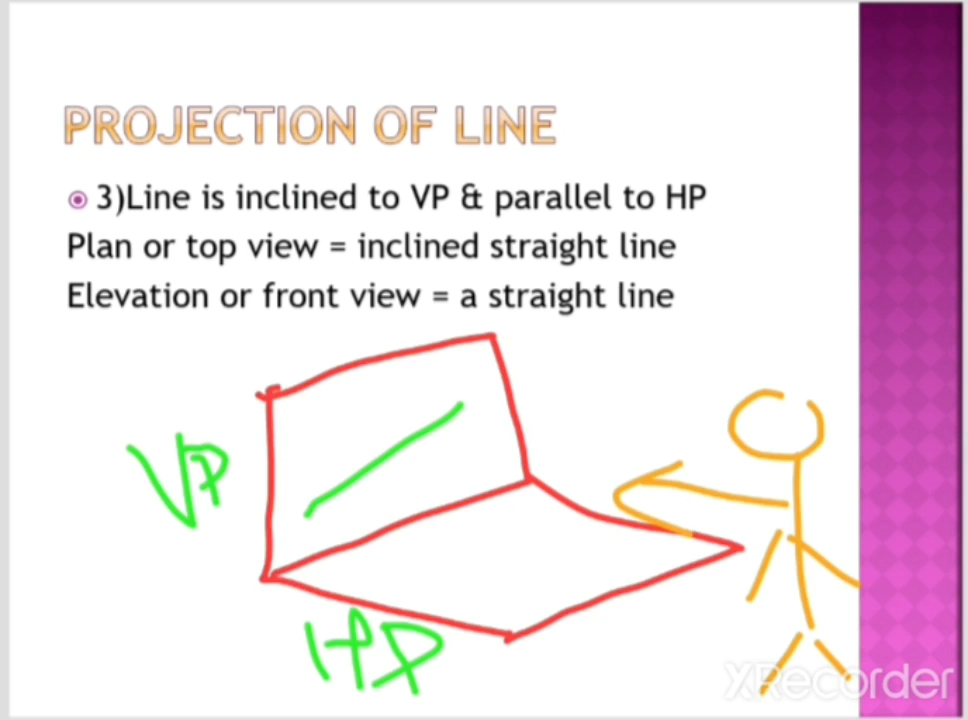 PROJECTION OF LINE
3)Line is inclined to VP & parallel to HP
Plan or top view = inclined straight line
Elevation or front view = a straight line
VP
HP
XRecorder